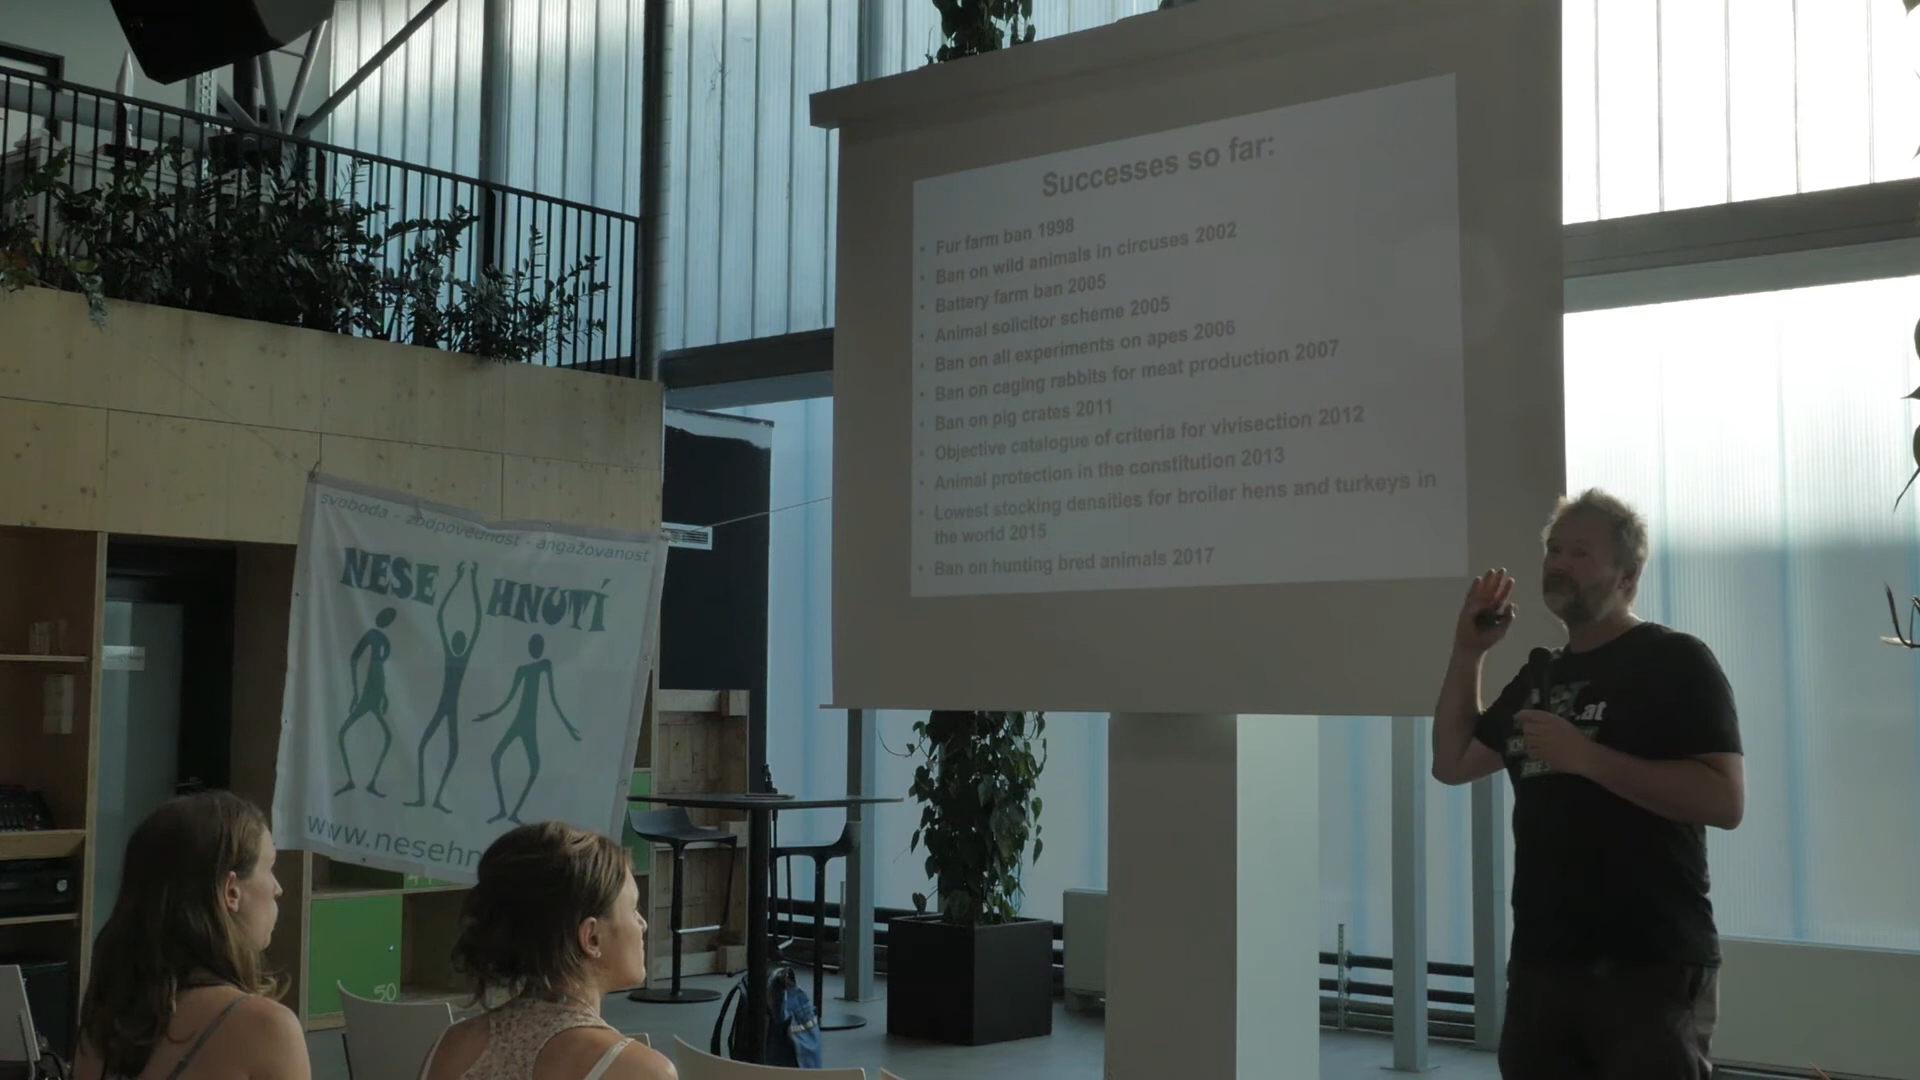 Successes so far:
• Fur farm ban 1998
• Ban on wild animals in circuses 2002
• Battery farm ban 2005
• Animal solicitor scheme 2005
• Ban on all experiments on apes 2006
• Ban on caging rabbits for meat production 2007
• Ban on pig crates 2011
• Objective catalogue of criteria for vivisection 2012
• Animal protection in the constitution 2013
• Lowest stocking densities for broiler hens and turkeys in
the world 2015
• Ban on hunting bred animals 2017
svoboda - zodpovědnost - angažovanost
NESE HNUTÍ
www.nesehn
50
.at